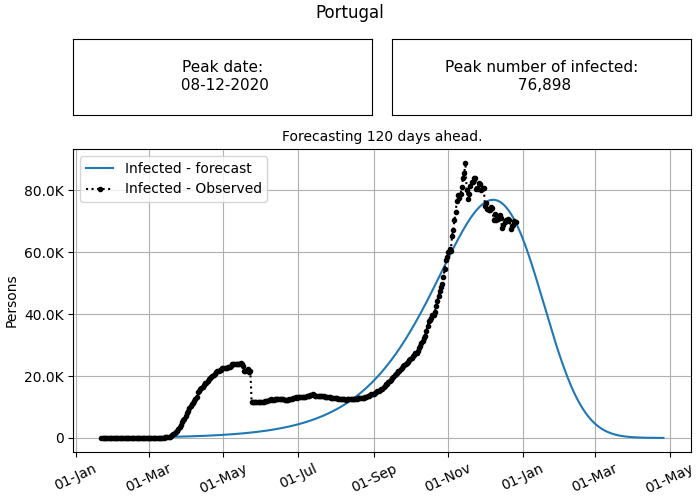 Portugal
Peak date:
08-12-2020
Peak number of infected:
76,898
Forecasting 120 days ahead.
Infected - forecast
Infected - Observed
80.0K
60.0K
40.0K
20.0K
0
Persons
01-Jan
01-Mar
01-May
01-Jul
01-Sep
01-Nov
01-Jan
01-Mar
01-May